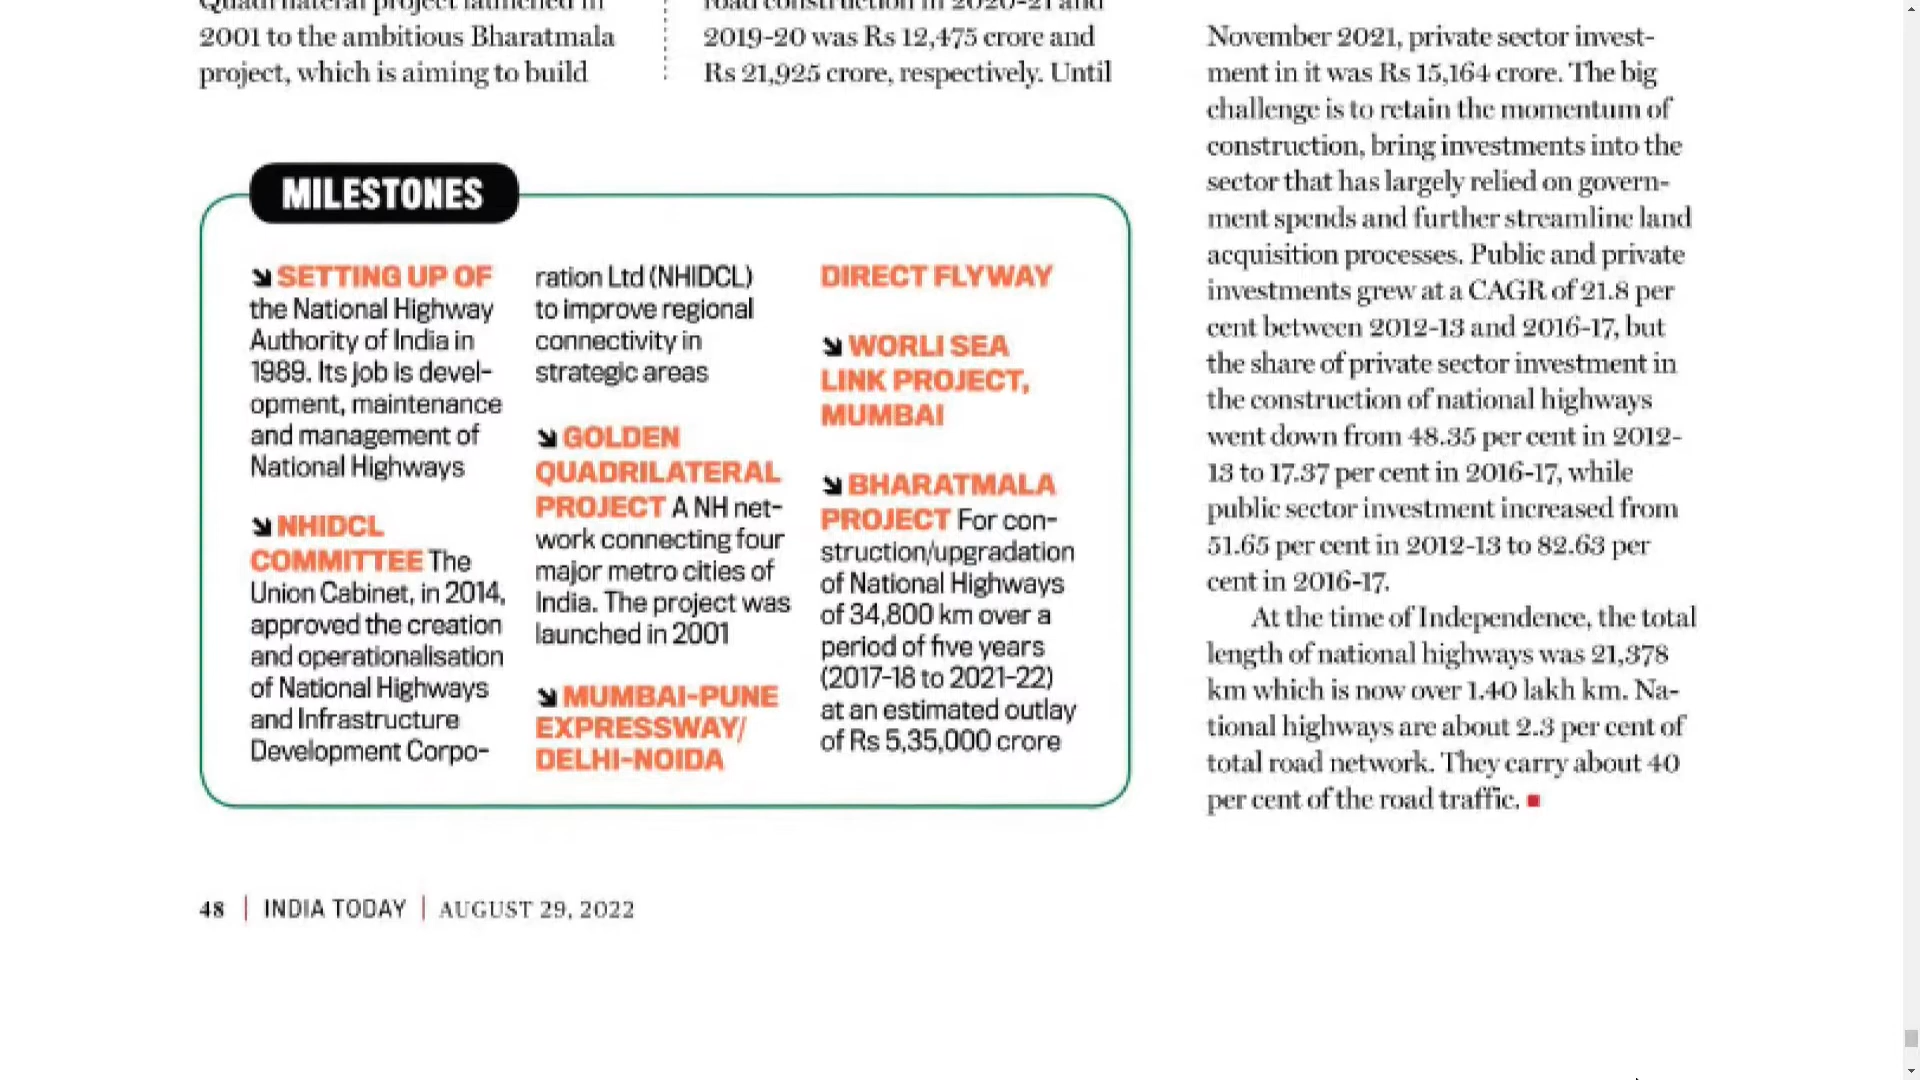 Quadrilateral project launched in
2001 to the ambitious Bharatmala
project, which is aiming to build
road construction in 2020-21 and
2019-20 was Rs 12,475 crore and
Rs 21,925 crore, respectively. Until
MILESTONES
SETTING UP OF
the National Highway
Authority of India in
1989. Its job is devel-
opment, maintenance
and management of
National Highways
NHIDCL
COMMITTEE The
Union Cabinet, in 2014,
approved the creation
and operationalisation
of National Highways
and Infrastructure
Development Corpo-
ration Ltd (NHIDCL)
to improve regional
connectivity in
strategic areas
GOLDEN
QUADRILATERAL
PROJECT A NH net-
work connecting four
major metro cities of
India. The project was
launched in 2001
MUMBAI-PUNE
EXPRESSWAY/
DELHI-NOIDA
DIRECT FLYWAY
WORLI SEA
LINK PROJECT,
MUMBAI
BHARATMALA
PROJECT For con-
struction/upgradation
of National Highways
of 34,800 km over a
period of five years
(2017-18 to 2021-22)
at an estimated outlay
of Rs 5,35,000 crore
November 2021, private sector invest-
ment in it was Rs 15,164 crore. The big
challenge is to retain the momentum of
construction, bring investments into the
sector that has largely relied on govern-
ment spends and further streamline land
acquisition processes. Public and private
investments grew at a CAGR of 21.8 per
cent between 2012-13 and 2016-17, but
the share of private sector investment in
the construction of national highways
went down from 48.35 per cent in 2012-
13 to 17.37 per cent in 2016-17, while
public sector investment increased from
51.65 per cent in 2012-13 to 82.63 per
cent in 2016-17.
At the time of Independence, the total
length of national highways was 21,378
km which is now over 1.40 lakh km. Na-
tional highways are about 2.3 per cent of
total road network. They carry about 40
per cent of the road traffic.
48 | INDIA TODAY | AUGUST 29, 2022